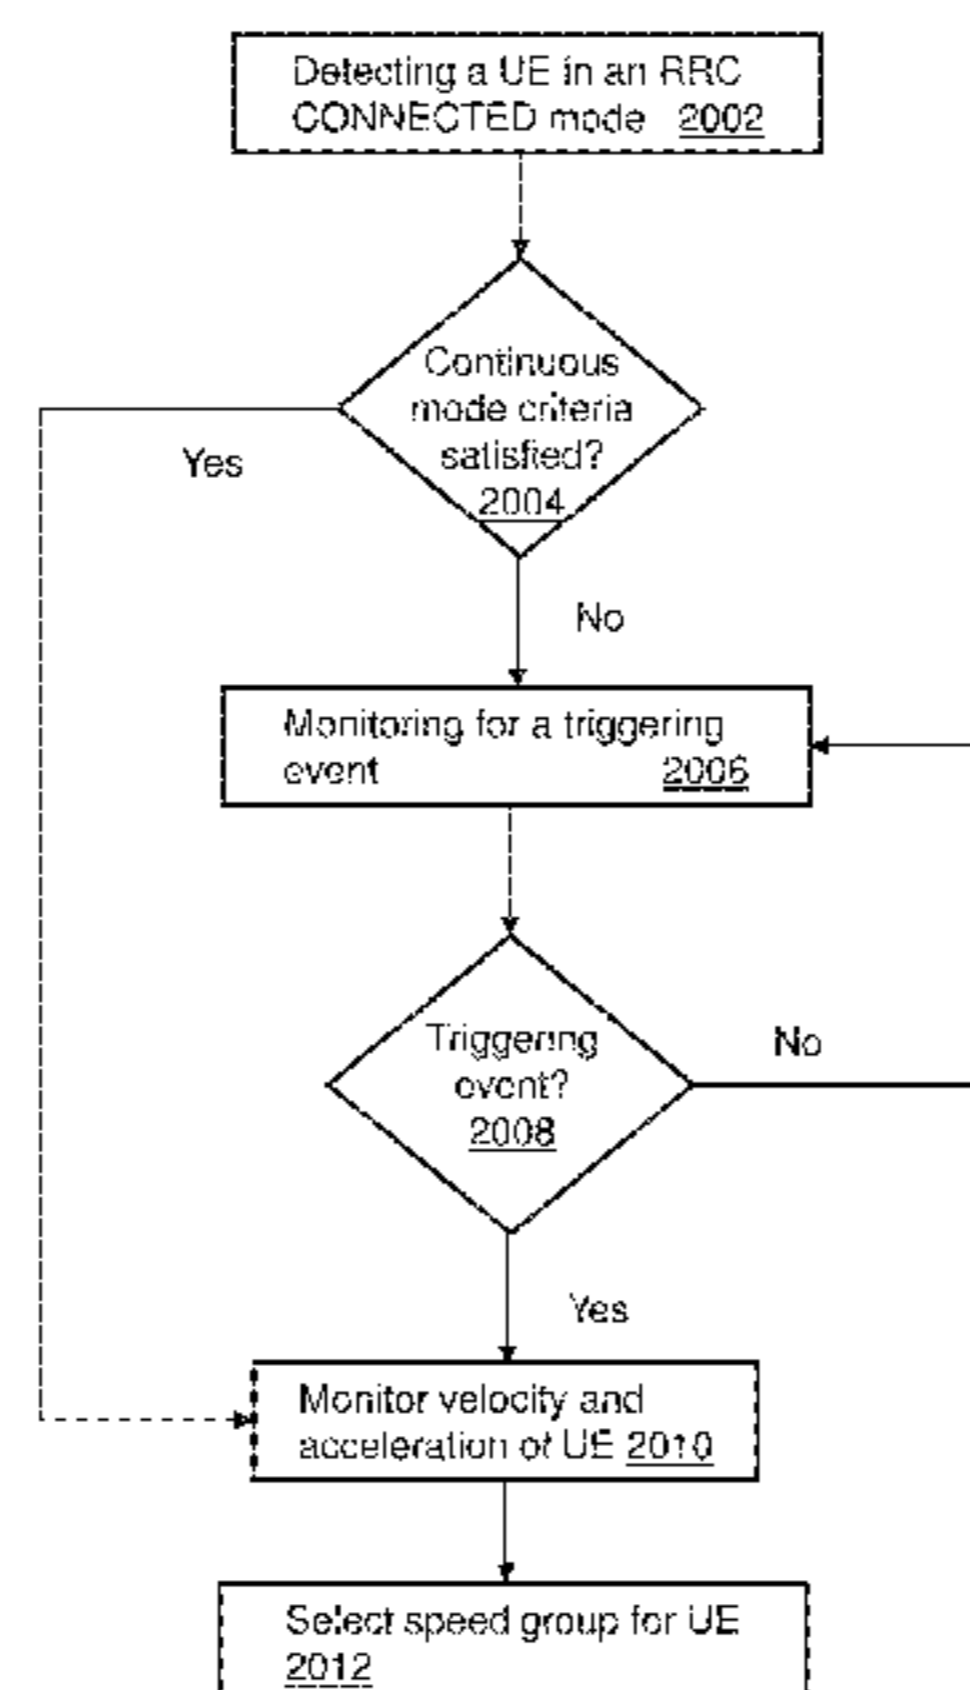 Detecting a UE in an RRC
CONNECTED mode 2002
Continuous
mode criteria
satisfied?
2004
Yes
No
Monitoring for a triggering
event 2006
Triggering
event?
2008
No
Yes
Monitor velocity and
acceleration of UE 2010
Select speed group for UE
2012